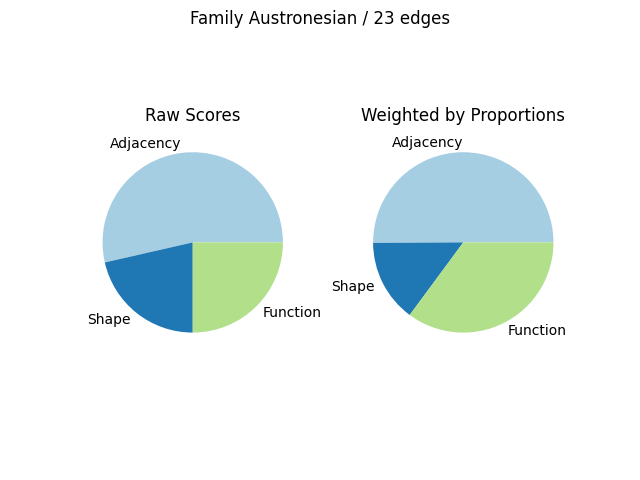 Family Austronesian / 23 edges
Raw Scores
Adjacency
Shape
Function
Weighted by Proportions
Adjacency
Shape
Function